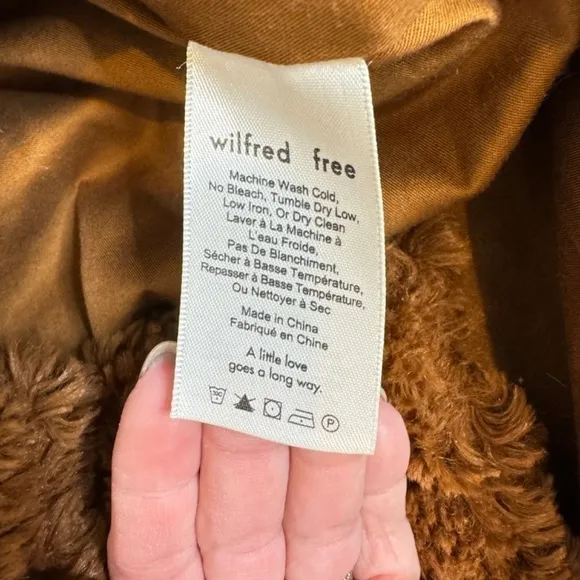 wilfred free
Machine Wash Cold,
No Bleach, Tumble Dry Low,
Low Iron, Or Dry Clean
Laver à La Machine à
L'eau Froide,
Pas De Blanchiment,
Sécher à Basse Température,
Repasser à Basse Température,
Ou Nettoyer à Sec
Made in China
Fabriqué en Chine
A little love
goes a long way.
P